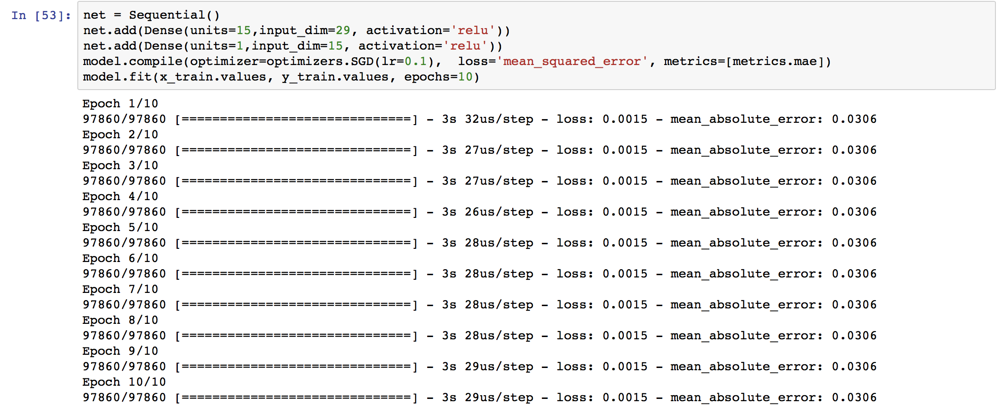 In [53]:
net = Sequential()
net.add(Dense(units=15,input_dim=29, activation='relu'))
net.add(Dense(units=1,input_dim=15, activation='relu'))
model.compile(optimizer=optimizers.SGD(lr=0.1),  loss='mean_squared_error', metrics=[metrics.mae])
model.fit(x_train.values, y_train.values, epochs=10)
Epoch 1/10
97860/97860 [==============================] - 3s 32us/step - loss: 0.0015 - mean_absolute_error: 0.0306
Epoch 2/10
97860/97860 [==============================] - 3s 27us/step - loss: 0.0015 - mean_absolute_error: 0.0306
Epoch 3/10
97860/97860 [==============================] - 3s 27us/step - loss: 0.0015 - mean_absolute_error: 0.0306
Epoch 4/10
97860/97860 [==============================] - 3s 26us/step - loss: 0.0015 - mean_absolute_error: 0.0306
Epoch 5/10
97860/97860 [==============================] - 3s 28us/step - loss: 0.0015 - mean_absolute_error: 0.0306
Epoch 6/10
97860/97860 [==============================] - 3s 28us/step - loss: 0.0015 - mean_absolute_error: 0.0306
Epoch 7/10
97860/97860 [==============================] - 3s 28us/step - loss: 0.0015 - mean_absolute_error: 0.0306
Epoch 8/10
97860/97860 [==============================] - 3s 28us/step - loss: 0.0015 - mean_absolute_error: 0.0306
Epoch 9/10
97860/97860 [==============================] - 3s 29us/step - loss: 0.0015 - mean_absolute_error: 0.0306
Epoch 10/10
97860/97860 [==============================] - 3s 29us/step - loss: 0.0015 - mean_absolute_error: 0.0306